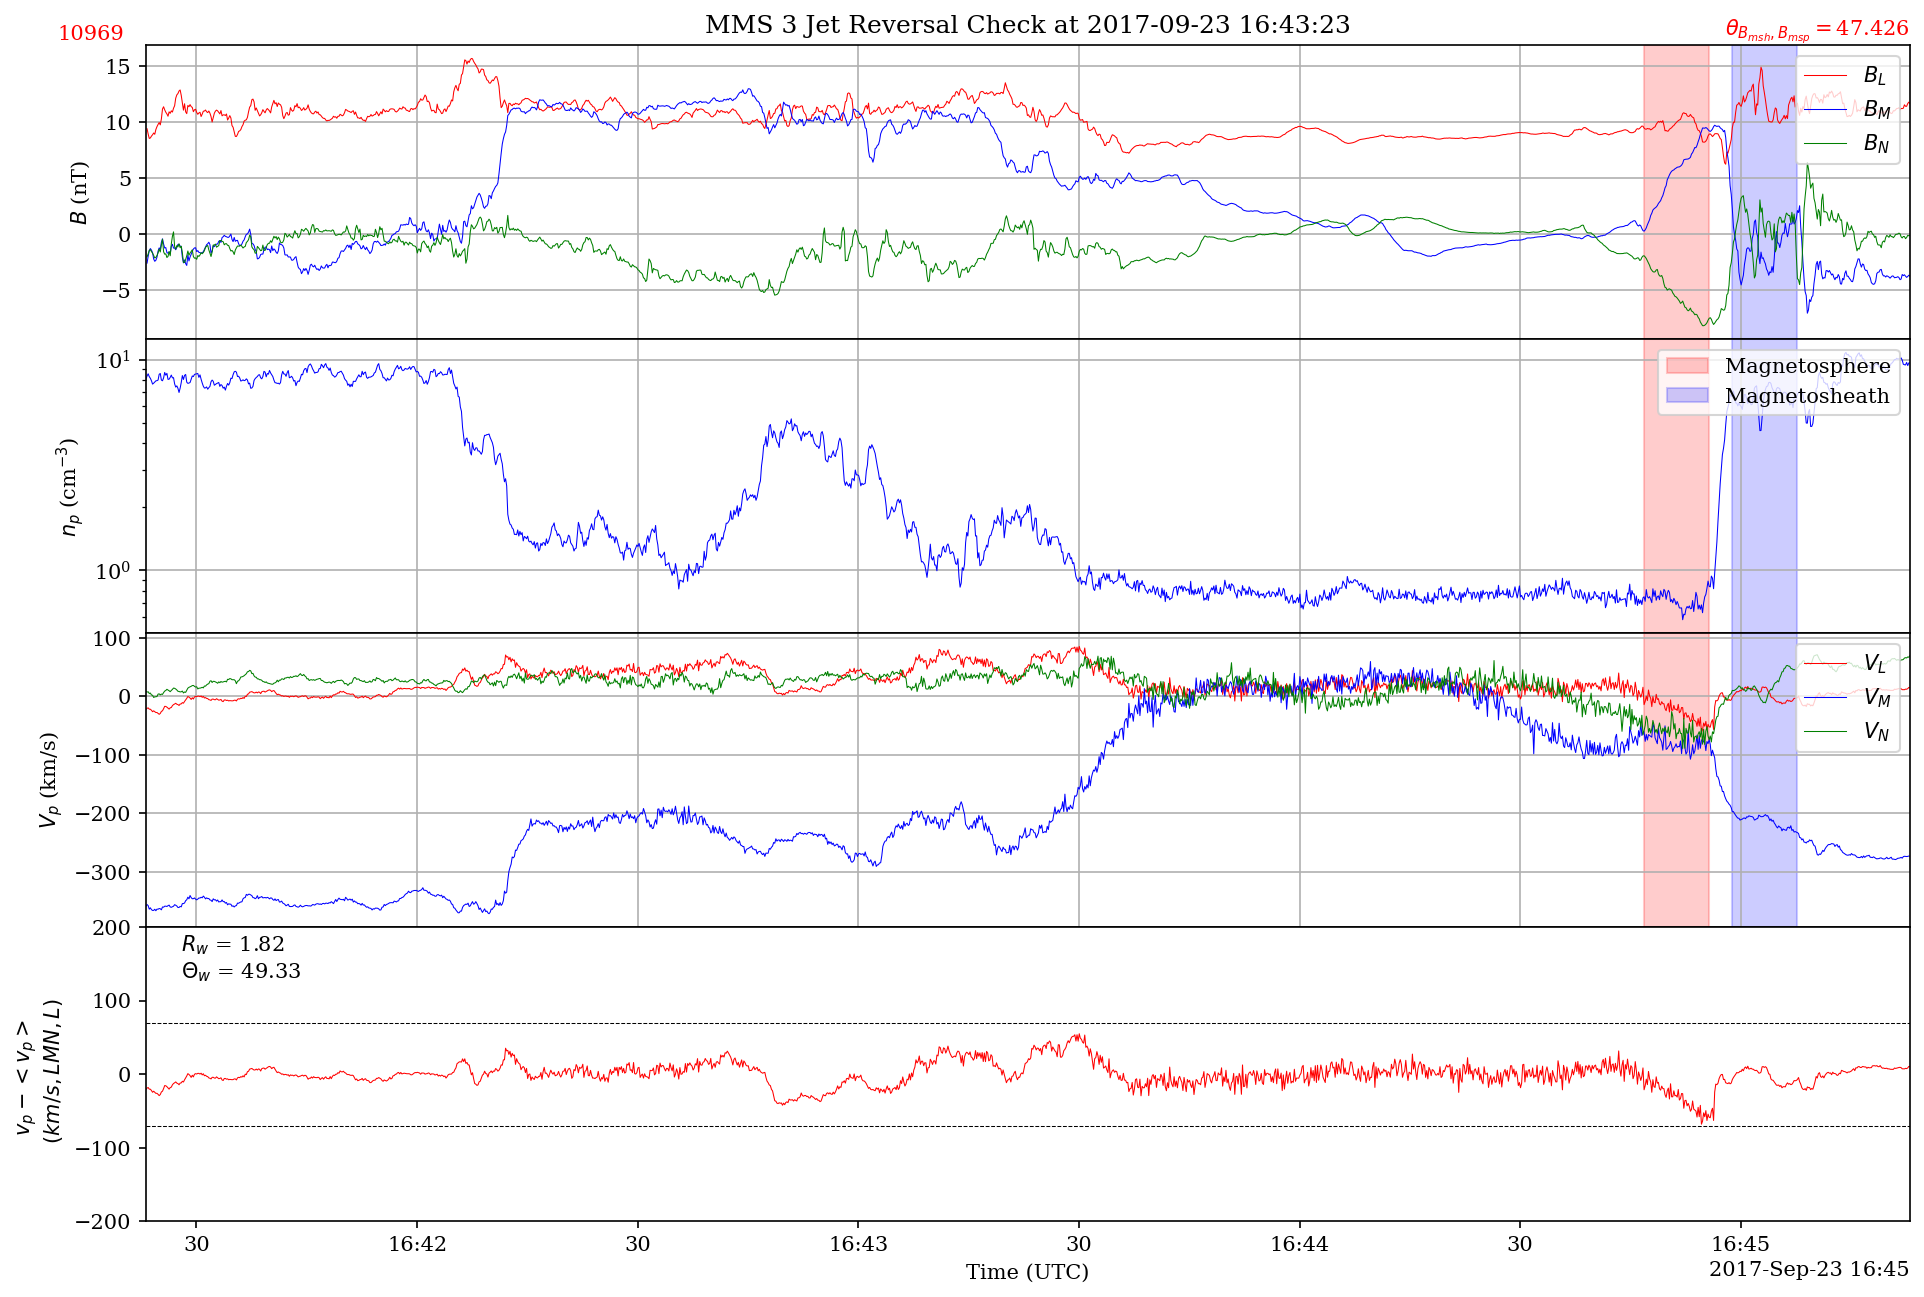 MMS 3 Jet Reversal Check at 2017-09-23 16:43:23
10969
θ_{B_{msh}, B_{msp}} = 47.426
15
10
5
0
−5
B (nT)
B_L
B_M
B_N
10^1
10^0
n_p (cm^{−3})
Magnetosphere
Magnetosheath
100
0
−100
−200
−300
V_p (km/s)
V_L
V_M
V_N
200
100
0
−100
−200
v_p − < v_p >
(km/s, LMN, L)
R_w = 1.82
Θ_w = 49.33
30
16:42
30
16:43
30
16:44
30
16:45
Time (UTC)
2017-Sep-23 16:45